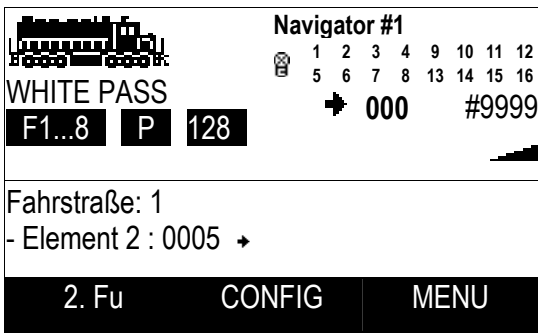 Navigator #1
1 2 3 4 9 10 11 12
5 6 7 8 13 14 15 16
WHITE PASS
000 #9999
F1...8 P 128
Fahrstraße: 1
- Element 2 : 0005
2. Fu CONFIG MENU